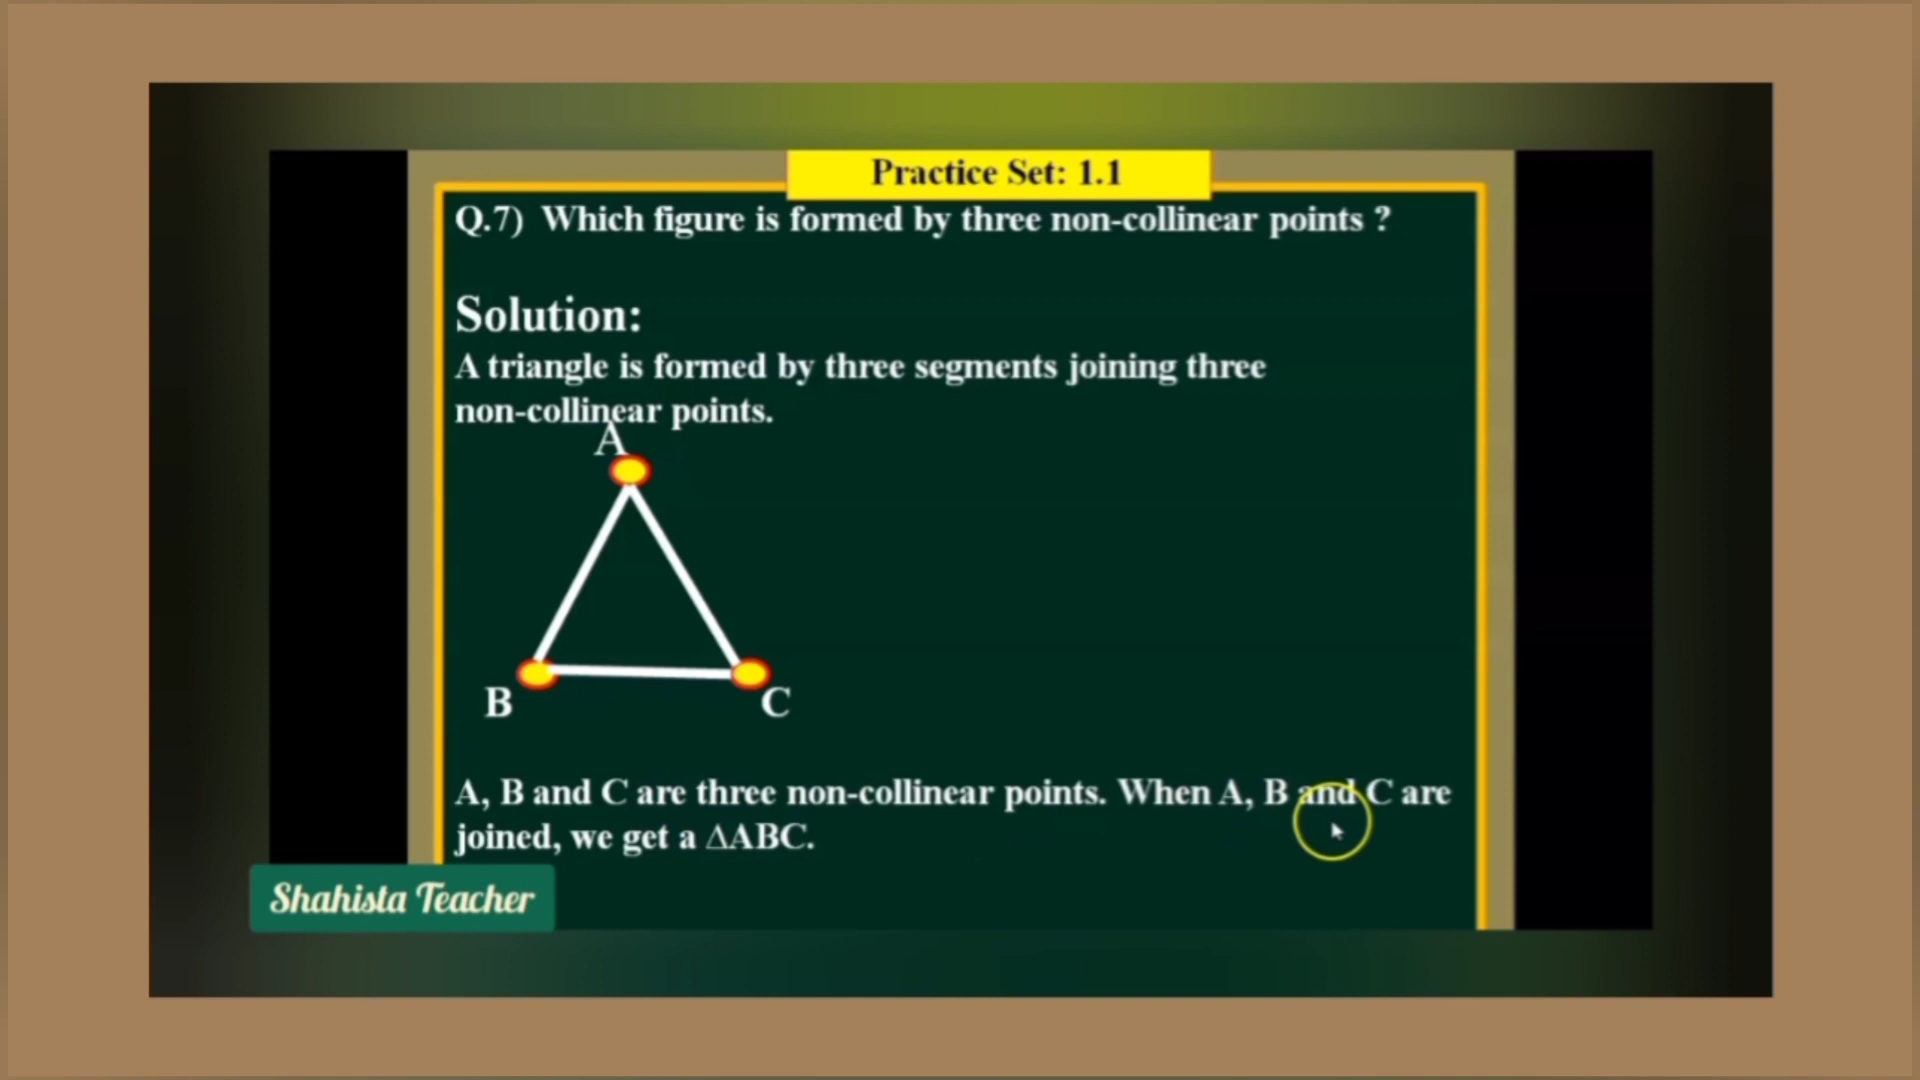 Practice Set: 1.1
Q.7) Which figure is formed by three non-collinear points ?
Solution:
A triangle is formed by three segments joining three
non-collinear points.
A
B
C
A, B and C are three non-collinear points. When A, B and C are
joined, we get a ΔABC.
Shahista Teacher